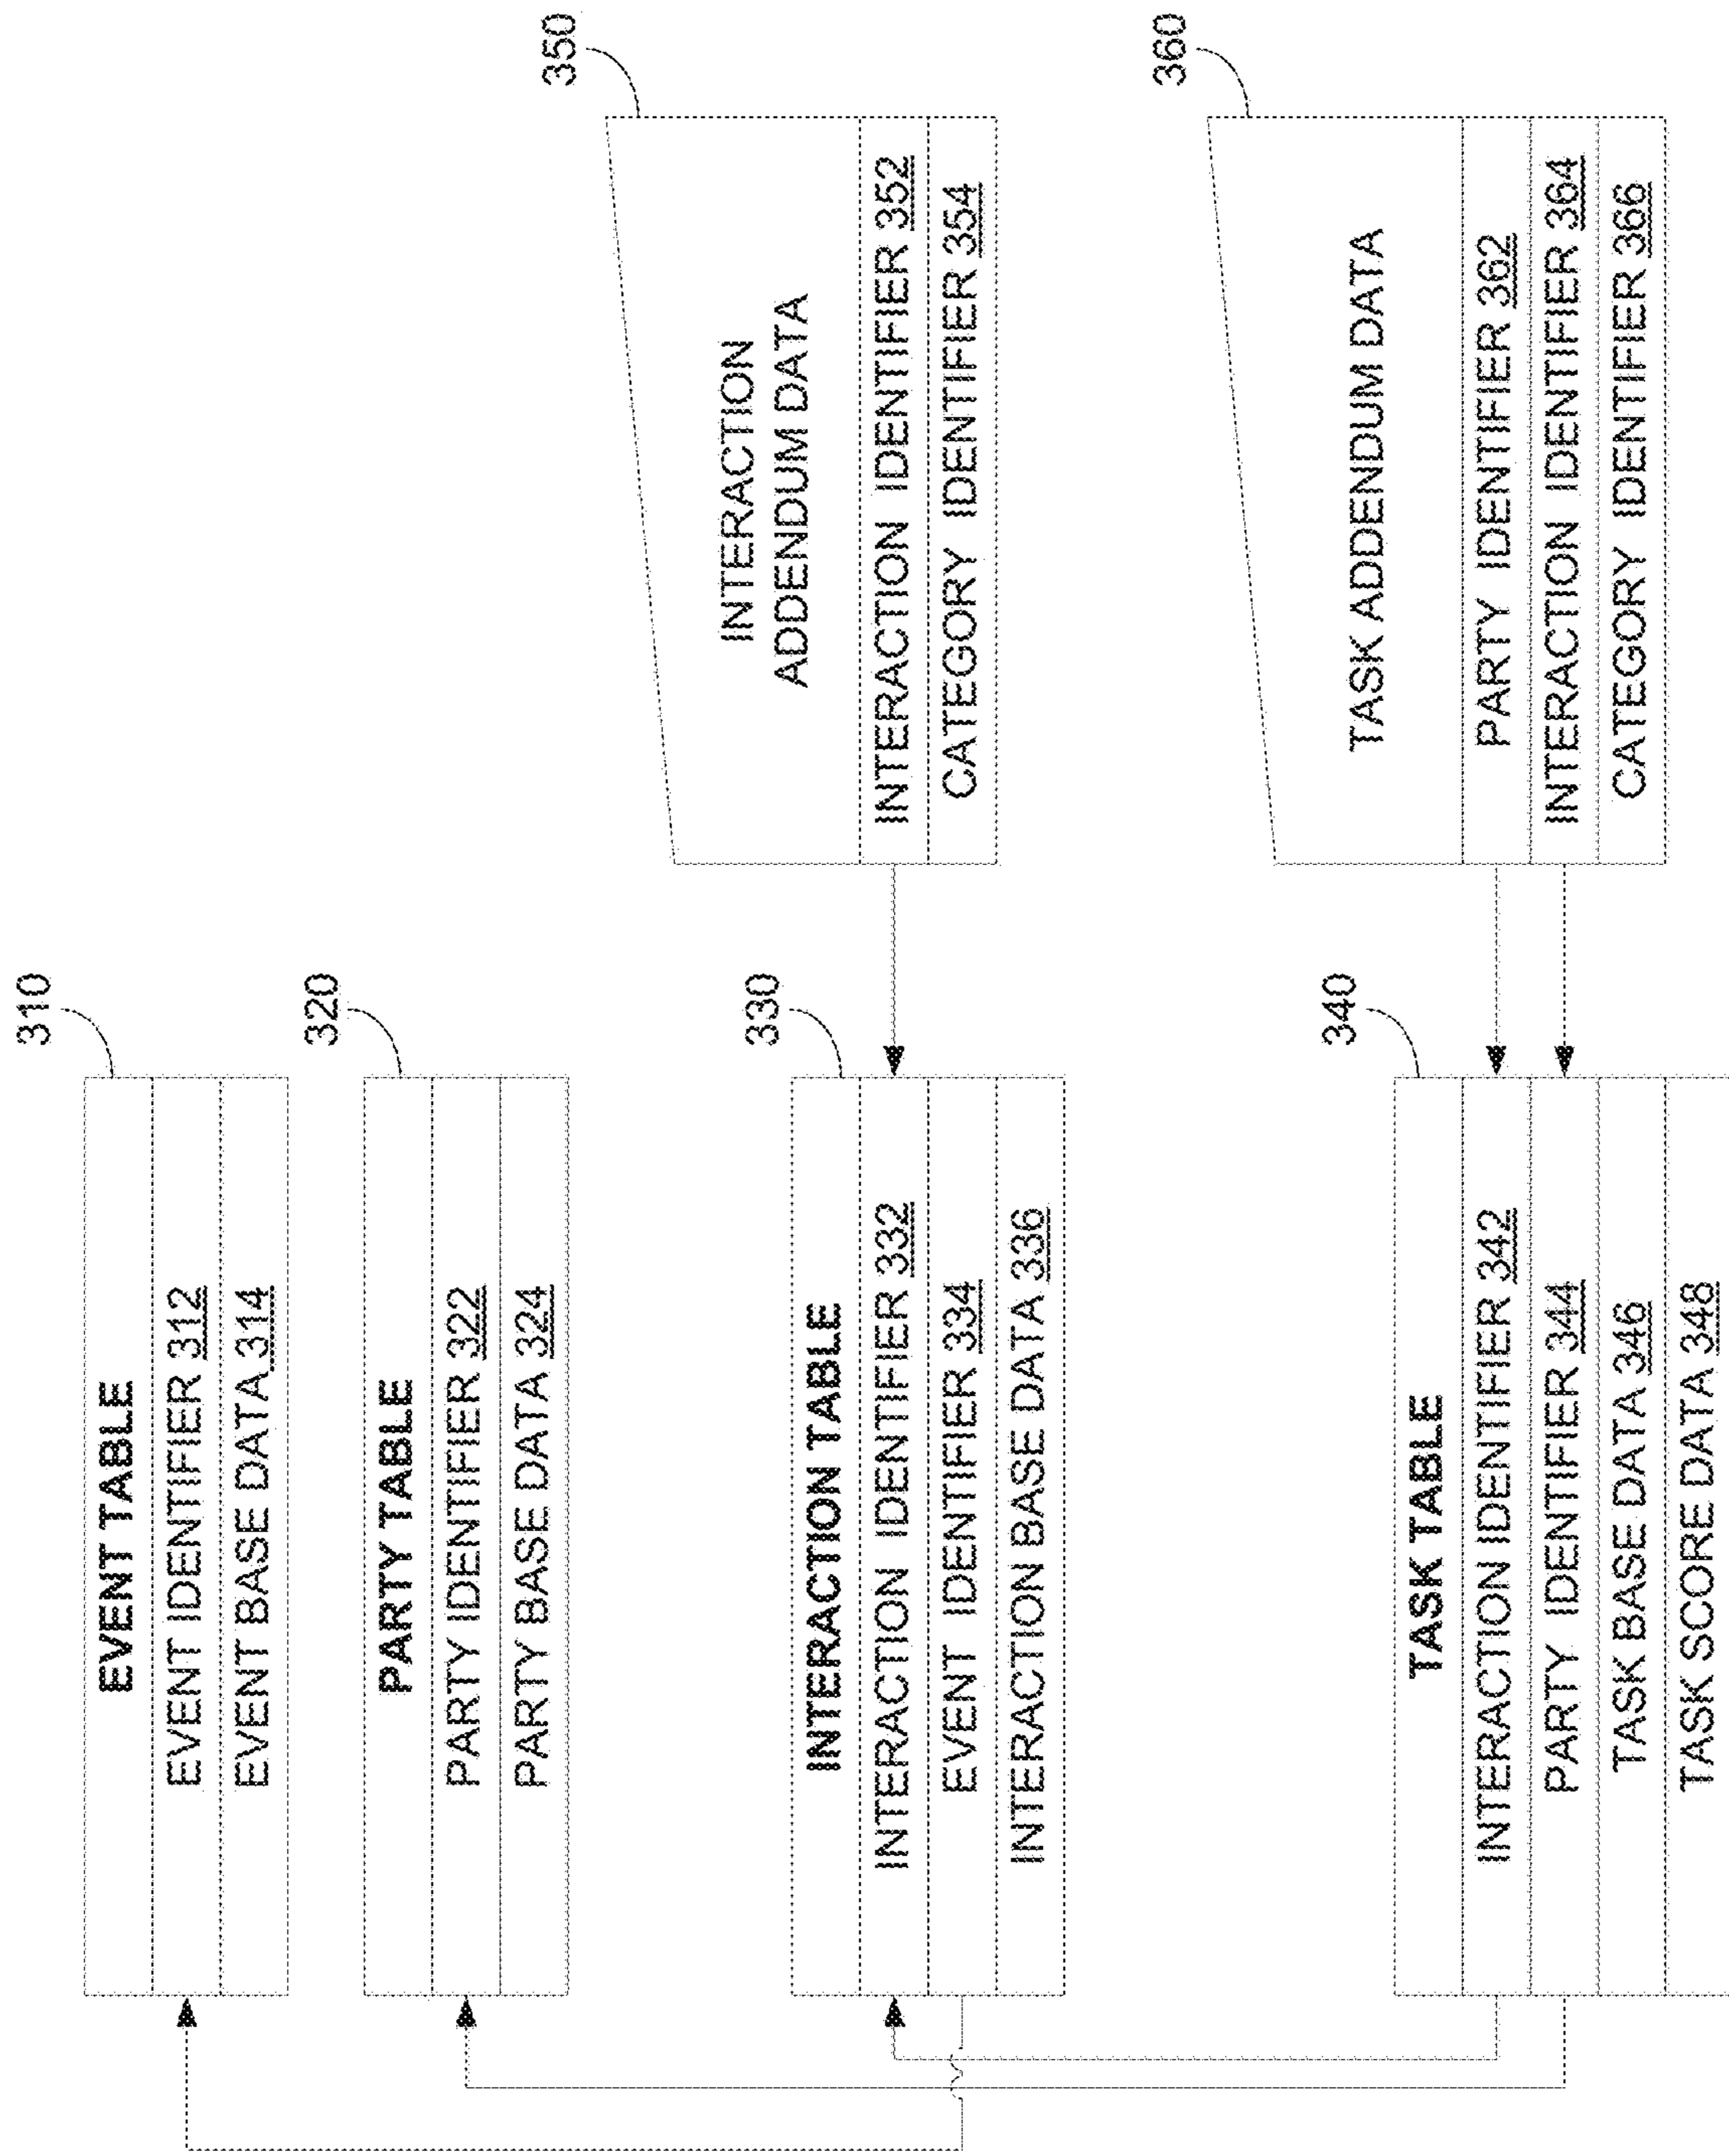 310
EVENT TABLE
EVENT IDENTIFIER 312
EVENT BASE DATA 314
320
PARTY TABLE
PARTY IDENTIFIER 322
PARTY BASE DATA 324
330
INTERACTION TABLE
INTERACTION IDENTIFIER 332
EVENT IDENTIFIER 334
INTERACTION BASE DATA 336
340
TASK TABLE
INTERACTION IDENTIFIER 342
PARTY IDENTIFIER 344
TASK BASE DATA 346
TASK SCORE DATA 348
350
INTERACTION
ADDENDUM DATA
INTERACTION IDENTIFIER 352
CATEGORY IDENTIFIER 354
360
TASK ADDENDUM DATA
PARTY IDENTIFIER 362
INTERACTION IDENTIFIER 364
CATEGORY IDENTIFIER 366